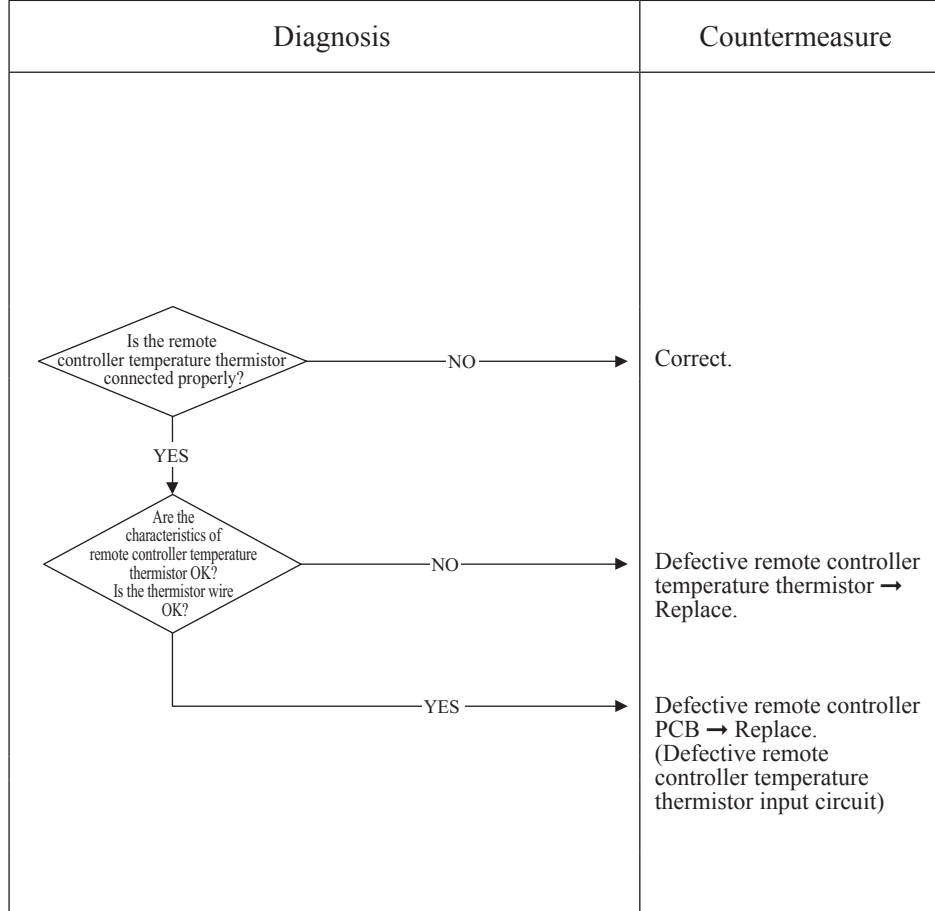 Diagnosis
Countermeasure
Is the remote
controller temperature thermistor
connected properly?
NO
Correct.
YES
Are the
characteristics of
remote controller temperature
thermistor OK?
Is the thermistor wire
OK?
NO
Defective remote controller
temperature thermistor ➞
Replace.
YES
Defective remote controller
PCB ➞ Replace.
(Defective remote
controller temperature
thermistor input circuit)